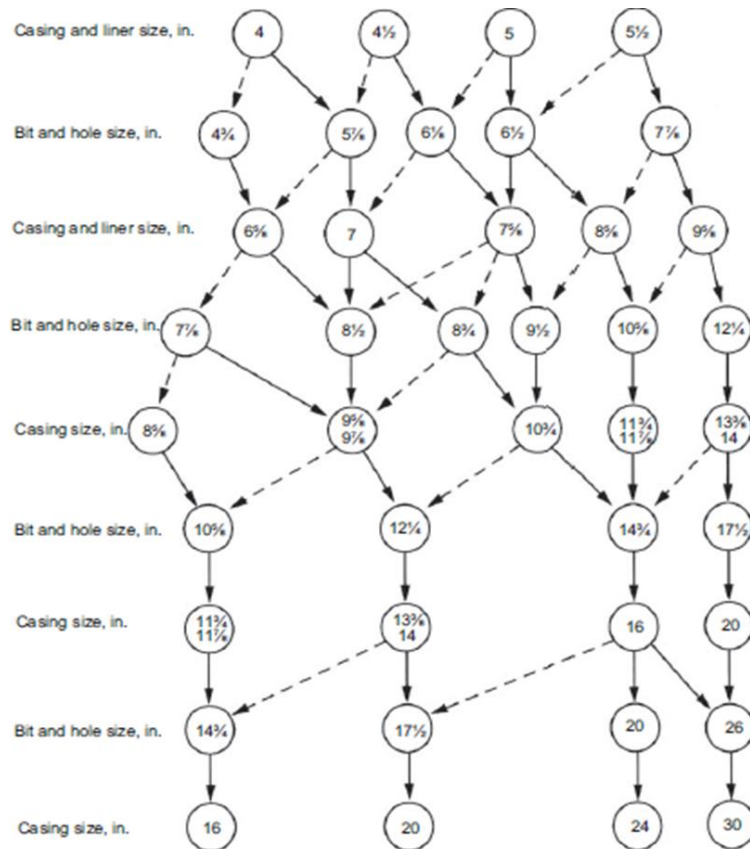 Casing and liner size, in. 4 4½ 5 5½
Bit and hole size, in. 4¾ 5⅞ 6⅛ 6½ 7⅞
Casing and liner size, in. 6⅝ 7 7⅝ 8⅝ 9⅝
Bit and hole size, in. 7⅞ 8½ 8¾ 9½ 10⅝ 12¼
Casing size, in. 8⅝ 9⅝ 9⅞ 10¾ 11¾ 11⅞ 13⅜ 14
Bit and hole size, in. 10⅝ 12¼ 14¾ 17½
Casing size, in. 11¾ 11⅞ 13⅜ 14 16 20
Bit and hole size, in. 14¾ 17½ 20 26
Casing size, in. 16 20 24 30